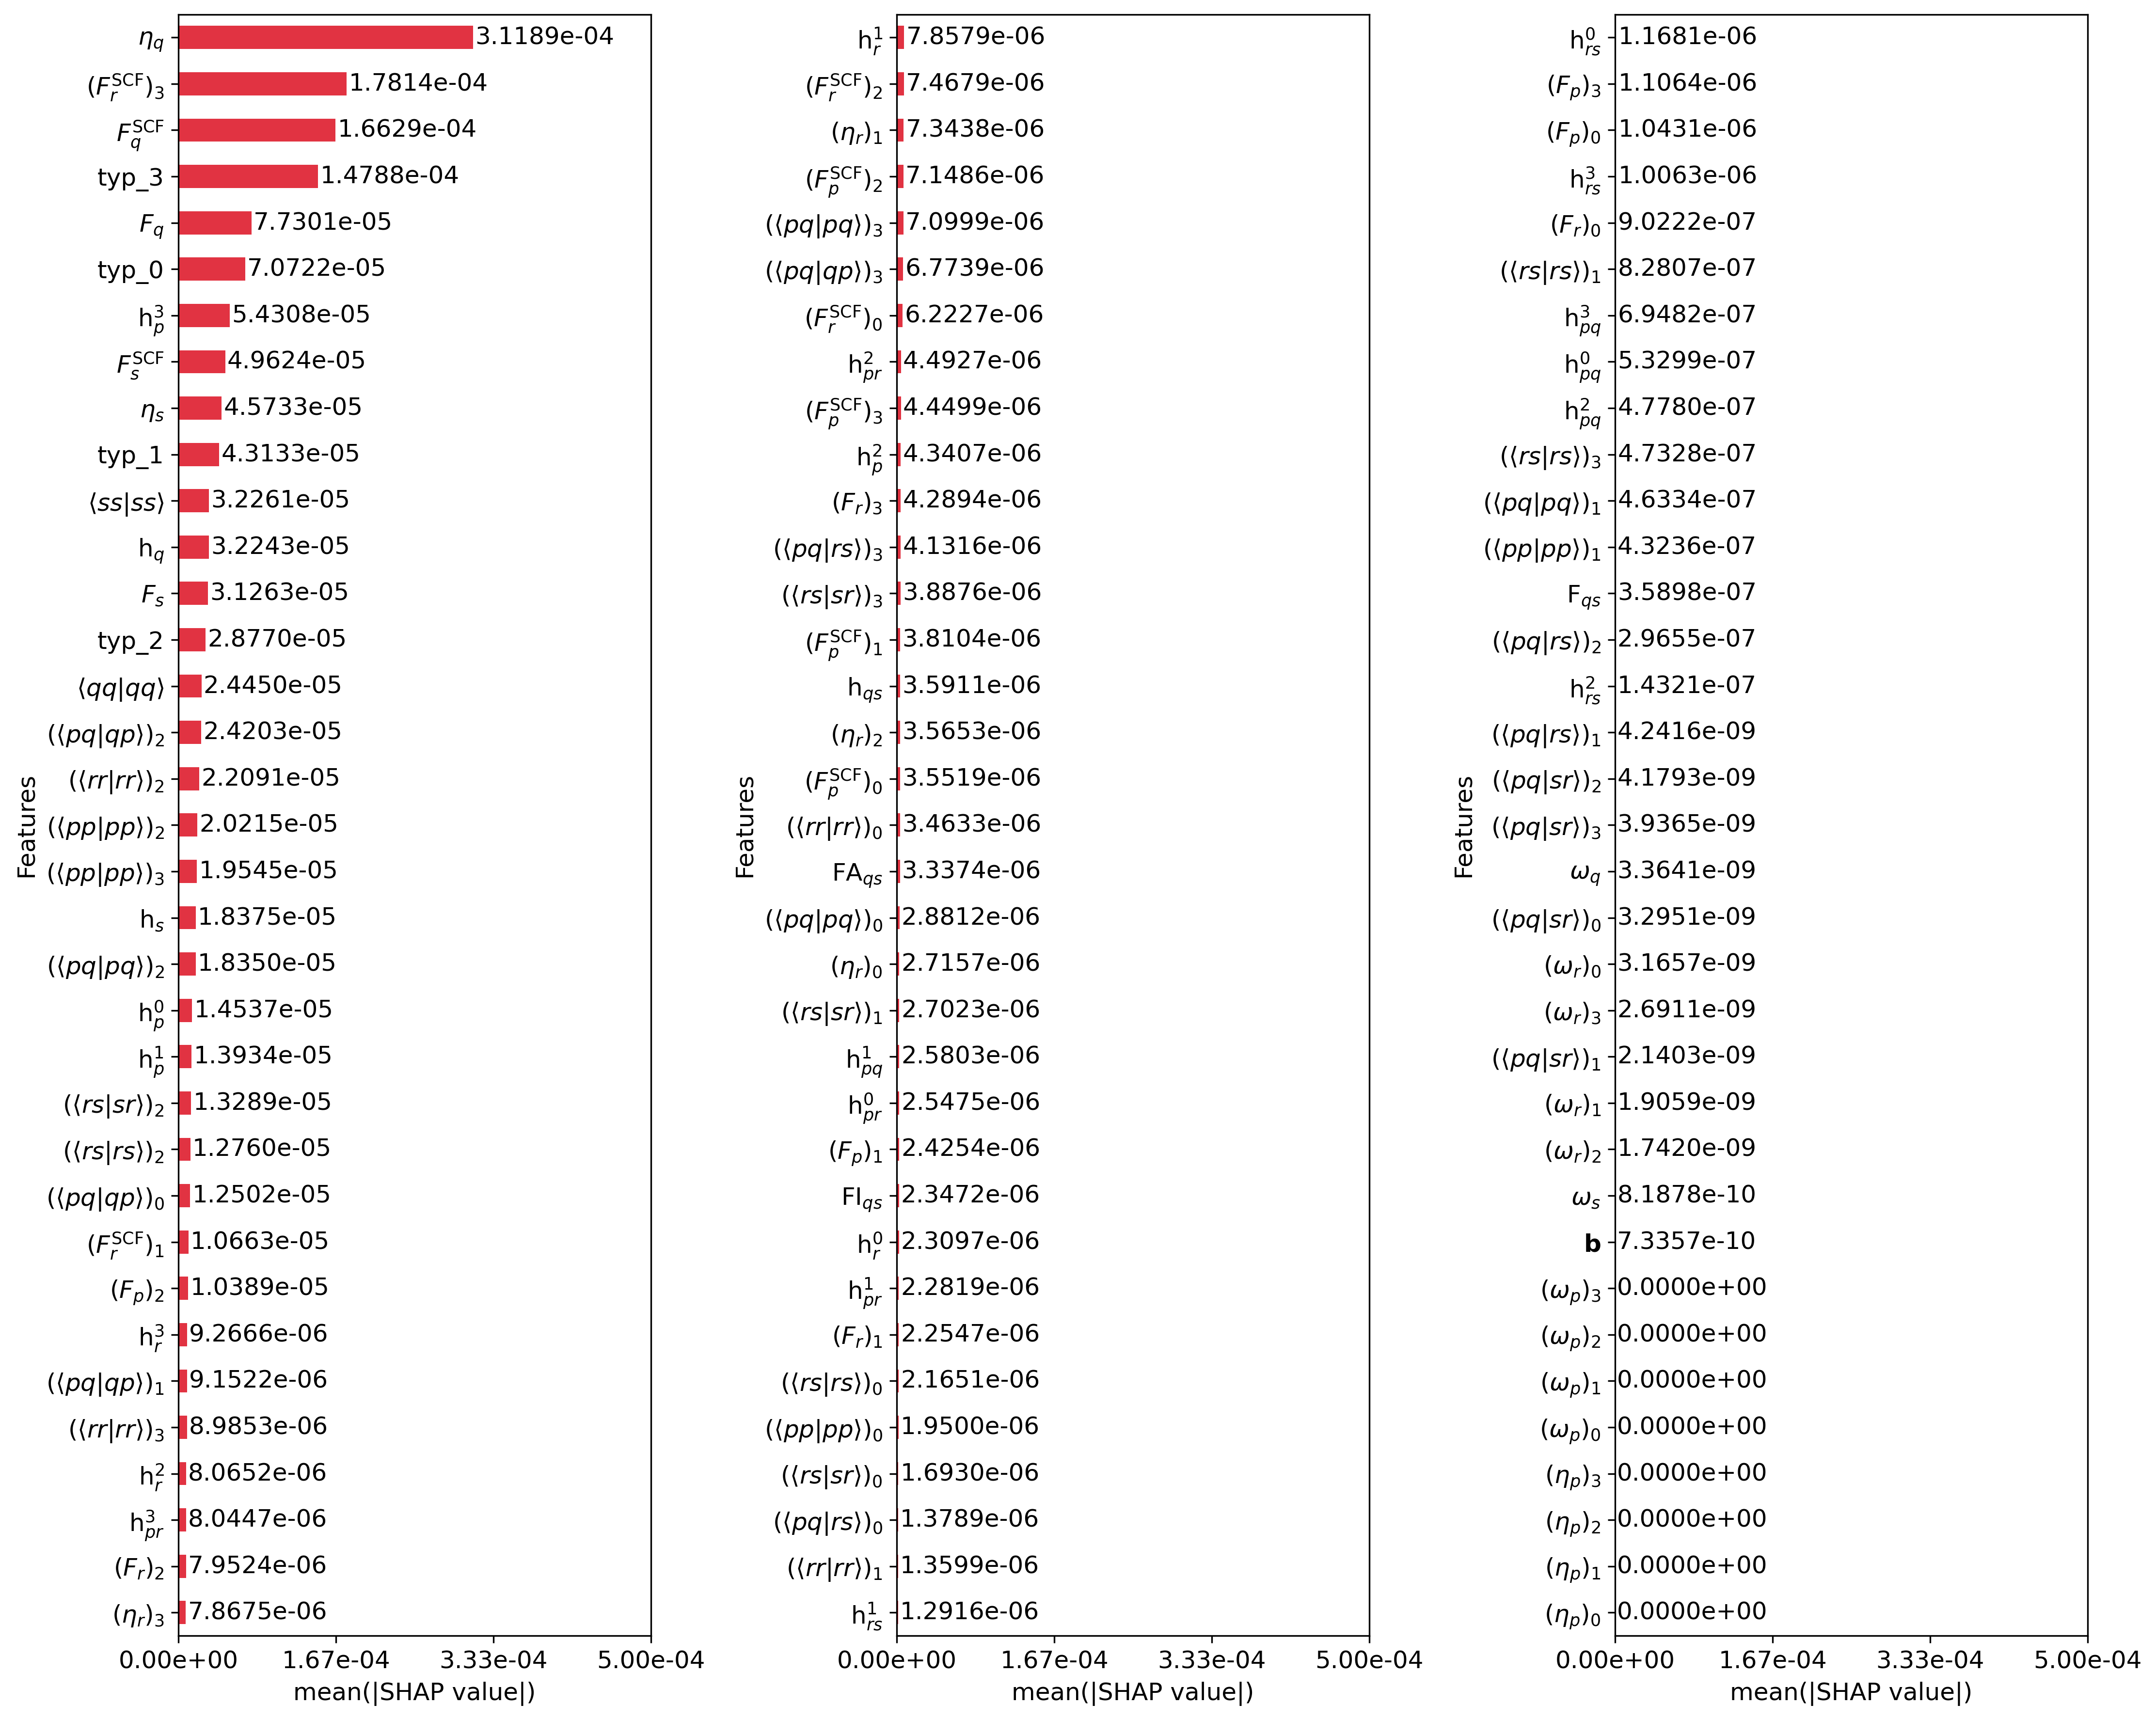 η_q 3.1189e-04
(F_r^SCF)_3 1.7814e-04
F_q^SCF 1.6629e-04
typ_3 1.4788e-04
F_q 7.7301e-05
typ_0 7.0722e-05
h_p^3 5.4308e-05
F_s^SCF 4.9624e-05
η_s 4.5733e-05
typ_1 4.3133e-05
⟨ss|ss⟩ 3.2261e-05
h_q 3.2243e-05
F_s 3.1263e-05
typ_2 2.8770e-05
⟨qq|qq⟩ 2.4450e-05
(⟨pq|qp⟩)_2 2.4203e-05
(⟨rr|rr⟩)_2 2.2091e-05
(⟨pp|pp⟩)_2 2.0215e-05
(⟨pp|pp⟩)_3 1.9545e-05
h_s 1.8375e-05
(⟨pq|pq⟩)_2 1.8350e-05
h_p^0 1.4537e-05
h_p^1 1.3934e-05
(⟨rs|sr⟩)_2 1.3289e-05
(⟨rs|rs⟩)_2 1.2760e-05
(⟨pq|qp⟩)_0 1.2502e-05
(F_r^SCF)_1 1.0663e-05
(F_p)_2 1.0389e-05
h_r^3 9.2666e-06
(⟨pq|qp⟩)_1 9.1522e-06
(⟨rr|rr⟩)_3 8.9853e-06
h_r^2 8.0652e-06
h_pr^3 8.0447e-06
(F_r)_2 7.9524e-06
(η_r)_3 7.8675e-06
Features
0.00e+00 1.67e-04 3.33e-04 5.00e-04
mean(|SHAP value|)
h_r^1 7.8579e-06
(F_r^SCF)_2 7.4679e-06
(η_r)_1 7.3438e-06
(F_p^SCF)_2 7.1486e-06
(⟨pq|pq⟩)_3 7.0999e-06
(⟨pq|qp⟩)_3 6.7739e-06
(F_r^SCF)_0 6.2227e-06
h_pr^2 4.4927e-06
(F_p^SCF)_3 4.4499e-06
h_p^2 4.3407e-06
(F_r)_3 4.2894e-06
(⟨pq|rs⟩)_3 4.1316e-06
(⟨rs|sr⟩)_3 3.8876e-06
(F_p^SCF)_1 3.8104e-06
h_qs 3.5911e-06
(η_r)_2 3.5653e-06
(F_p^SCF)_0 3.5519e-06
(⟨rr|rr⟩)_0 3.4633e-06
FA_qs 3.3374e-06
(⟨pq|pq⟩)_0 2.8812e-06
(η_r)_0 2.7157e-06
(⟨rs|sr⟩)_1 2.7023e-06
h_pq^1 2.5803e-06
h_pr^0 2.5475e-06
(F_p)_1 2.4254e-06
FI_qs 2.3472e-06
h_r^0 2.3097e-06
h_pr^1 2.2819e-06
(F_r)_1 2.2547e-06
(⟨rs|rs⟩)_0 2.1651e-06
(⟨pp|pp⟩)_0 1.9500e-06
(⟨rs|sr⟩)_0 1.6930e-06
(⟨pq|rs⟩)_0 1.3789e-06
(⟨rr|rr⟩)_1 1.3599e-06
h_rs^1 1.2916e-06
Features
0.00e+00 1.67e-04 3.33e-04 5.00e-04
mean(|SHAP value|)
h_rs^0 1.1681e-06
(F_p)_3 1.1064e-06
(F_p)_0 1.0431e-06
h_rs^3 1.0063e-06
(F_r)_0 9.0222e-07
(⟨rs|rs⟩)_1 8.2807e-07
h_pq^3 6.9482e-07
h_pq^0 5.3299e-07
h_pq^2 4.7780e-07
(⟨rs|rs⟩)_3 4.7328e-07
(⟨pq|pq⟩)_1 4.6334e-07
(⟨pp|pp⟩)_1 4.3236e-07
F_qs 3.5898e-07
(⟨pq|rs⟩)_2 2.9655e-07
h_rs^2 1.4321e-07
(⟨pq|rs⟩)_1 4.2416e-09
(⟨pq|sr⟩)_2 4.1793e-09
(⟨pq|sr⟩)_3 3.9365e-09
ω_q 3.3641e-09
(⟨pq|sr⟩)_0 3.2951e-09
(ω_r)_0 3.1657e-09
(ω_r)_3 2.6911e-09
(⟨pq|sr⟩)_1 2.1403e-09
(ω_r)_1 1.9059e-09
(ω_r)_2 1.7420e-09
ω_s 8.1878e-10
b 7.3357e-10
(ω_p)_3 0.0000e+00
(ω_p)_2 0.0000e+00
(ω_p)_1 0.0000e+00
(ω_p)_0 0.0000e+00
(η_p)_3 0.0000e+00
(η_p)_2 0.0000e+00
(η_p)_1 0.0000e+00
(η_p)_0 0.0000e+00
Features
0.00e+00 1.67e-04 3.33e-04 5.00e-04
mean(|SHAP value|)